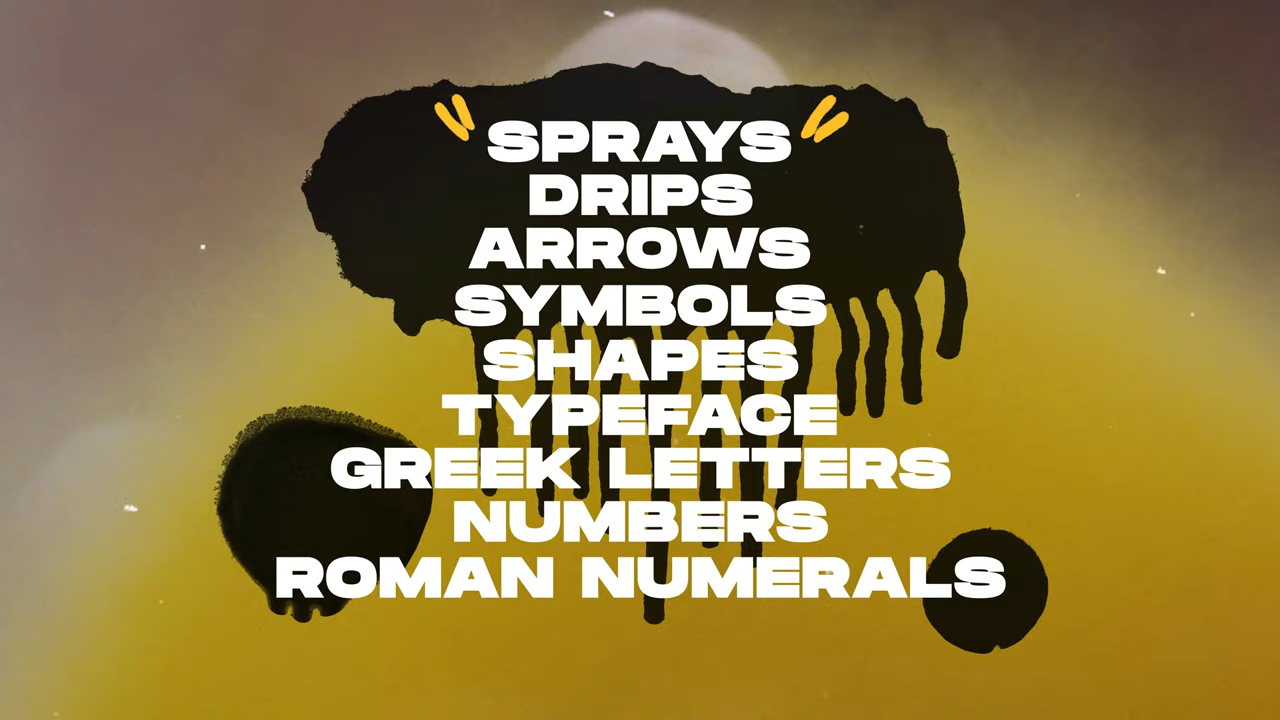 SPRAYS
DRIPS
ARROWS
SYMBOLS
SHAPES
TYPEFACE
GREEK LETTERS
NUMBERS
ROMAN NUMERALS